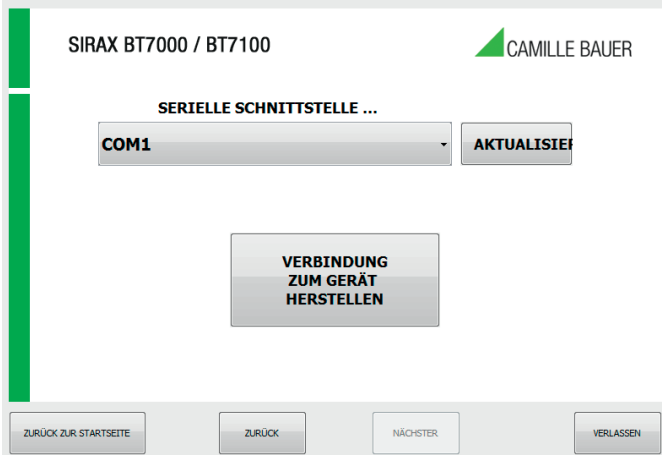 SIRAX BT7000 / BT7100
CAMILLE BAUER
SERIELLE SCHNITTSTELLE ...
COM1
AKTUALISIER
VERBINDUNG
ZUM GERÄT
HERSTELLEN
ZURÜCK ZUR STARTSEITE
ZURÜCK
NÄCHSTER
VERLASSEN